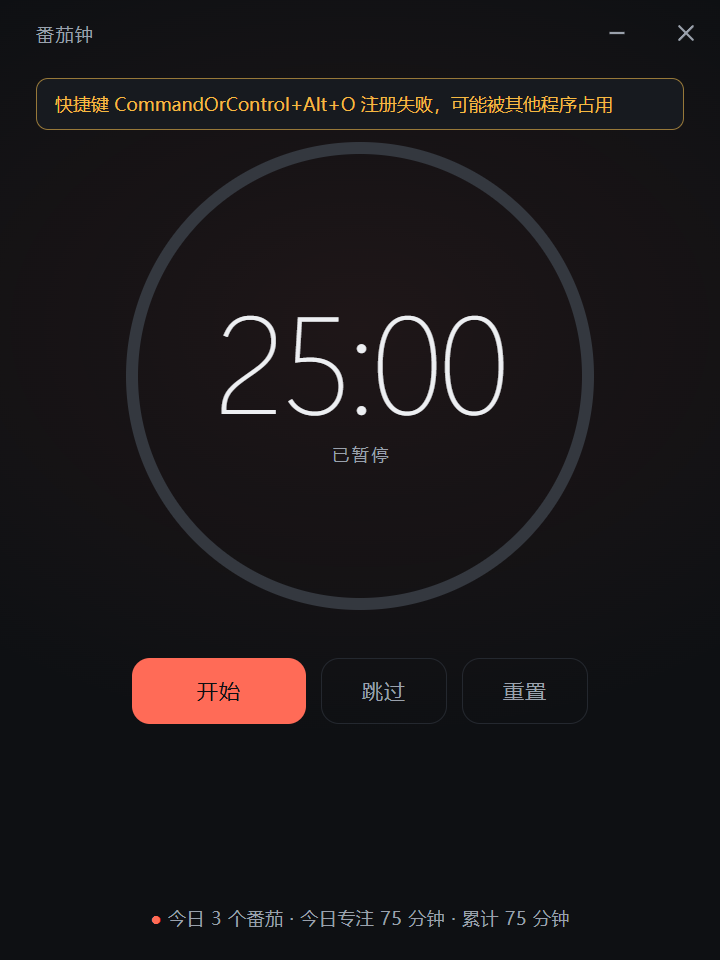 番茄钟
快捷键 CommandOrControl+Alt+O 注册失败，可能被其他程序占用
25:00
已暂停
开始 跳过 重置
今日 3 个番茄 · 今日专注 75 分钟 · 累计 75 分钟